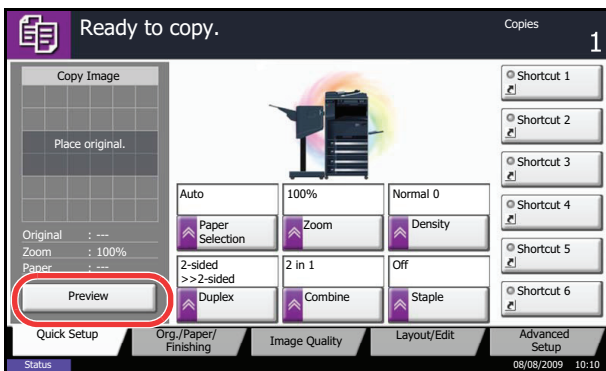 Ready to copy.
Copies
1
Copy Image
Place original.
Original : ---
Zoom : 100%
Paper : ---
Preview
Auto
Paper
Selection
100%
Zoom
Normal 0
Density
2-sided
>>2-sided
Duplex
2 in 1
Combine
Off
Staple
Shortcut 1
Shortcut 2
Shortcut 3
Shortcut 4
Shortcut 5
Shortcut 6
Quick Setup
Org./Paper/
Finishing
Image Quality
Layout/Edit
Advanced
Setup
Status
08/08/2009 10:10